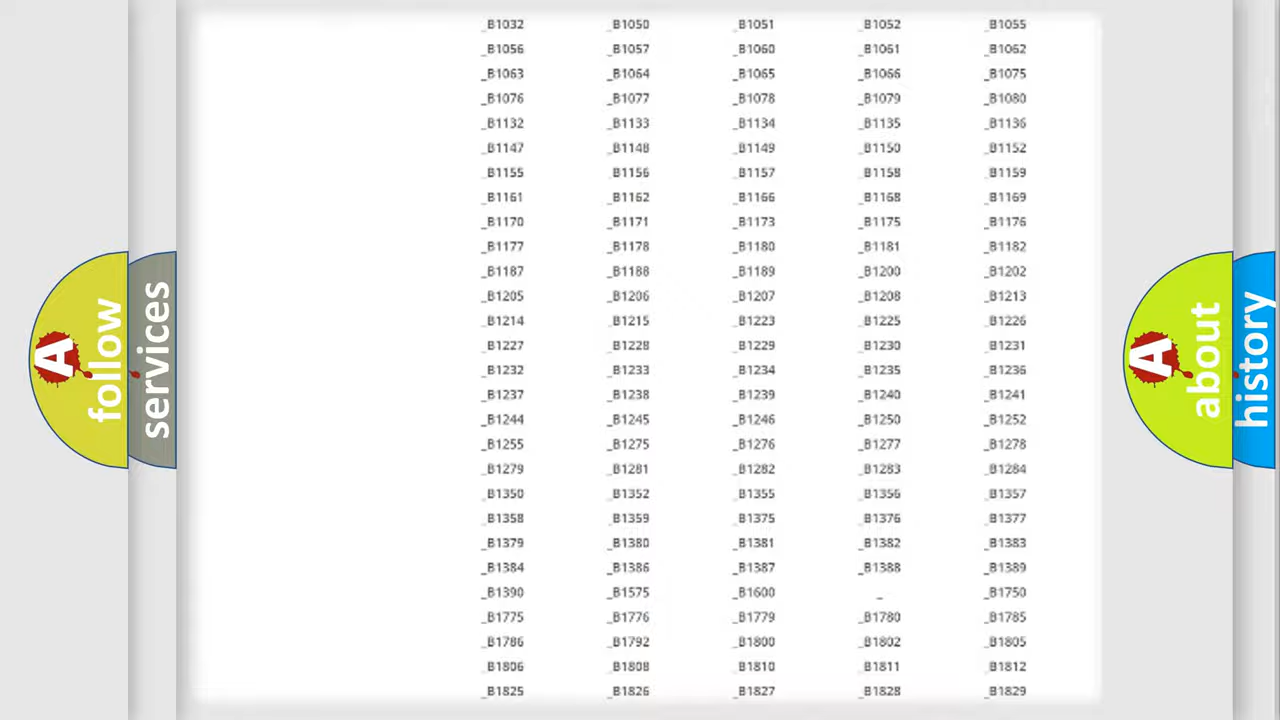 _B1032 _B1050 _B1051 _B1052 _B1055
_B1056 _B1057 _B1060 _B1061 _B1062
_B1063 _B1064 _B1065 _B1066 _B1075
_B1076 _B1077 _B1078 _B1079 _B1080
_B1132 _B1133 _B1134 _B1135 _B1136
_B1147 _B1148 _B1149 _B1150 _B1152
_B1155 _B1156 _B1157 _B1158 _B1159
_B1161 _B1162 _B1166 _B1168 _B1169
_B1170 _B1171 _B1173 _B1175 _B1176
_B1177 _B1178 _B1180 _B1181 _B1182
_B1187 _B1188 _B1189 _B1200 _B1202
_B1205 _B1206 _B1207 _B1208 _B1213
_B1214 _B1215 _B1223 _B1225 _B1226
_B1227 _B1228 _B1229 _B1230 _B1231
_B1232 _B1233 _B1234 _B1235 _B1236
_B1237 _B1238 _B1239 _B1240 _B1241
_B1244 _B1245 _B1246 _B1250 _B1252
_B1255 _B1275 _B1276 _B1277 _B1278
_B1279 _B1281 _B1282 _B1283 _B1284
_B1350 _B1352 _B1355 _B1356 _B1357
_B1358 _B1359 _B1375 _B1376 _B1377
_B1379 _B1380 _B1381 _B1382 _B1383
_B1384 _B1386 _B1387 _B1388 _B1389
_B1390 _B1575 _B1600 _ _B1750
_B1775 _B1776 _B1779 _B1780 _B1785
_B1786 _B1792 _B1800 _B1802 _B1805
_B1806 _B1808 _B1810 _B1811 _B1812
_B1825 _B1826 _B1827 _B1828 _B1829
A
follow
services
A
about
history